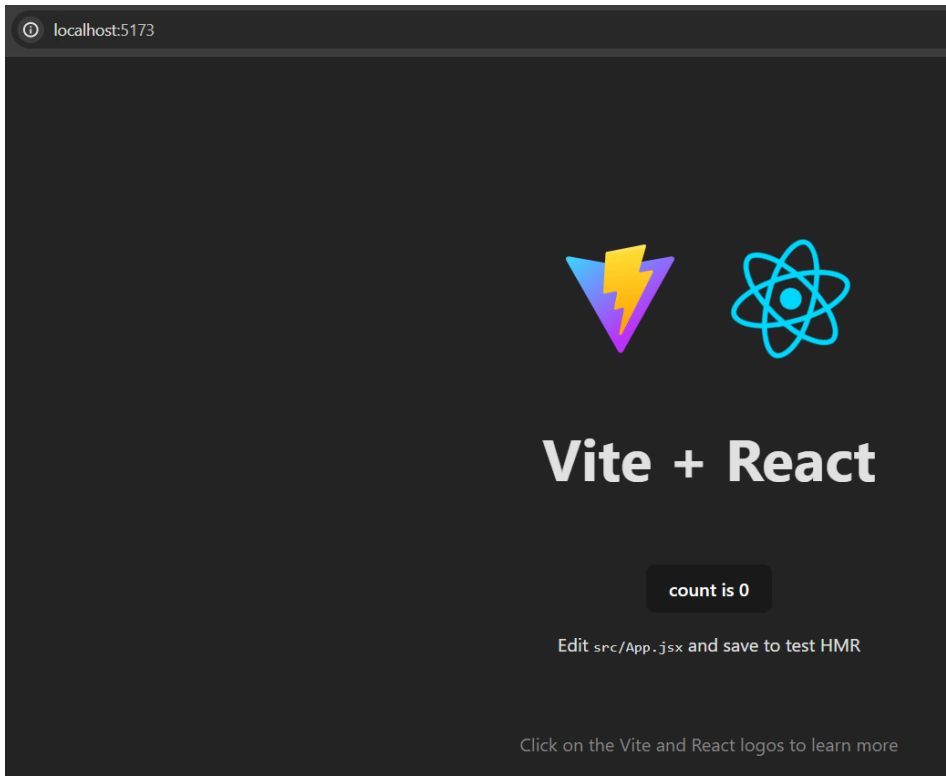 localhost:5173
Vite + React
count is 0
Edit src/App.jsx and save to test HMR
Click on the Vite and React logos to learn more